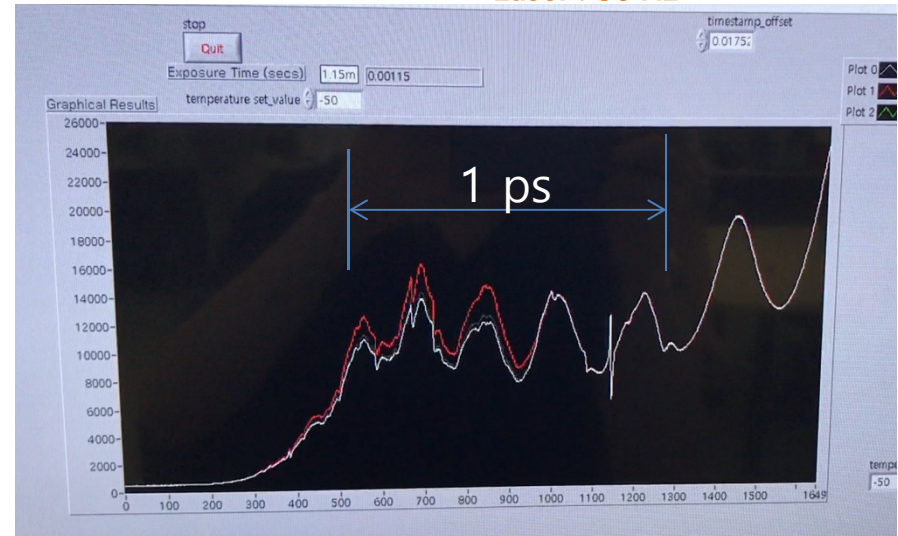 stop
timestamp_offset
Quit
0.01752
Exposure Time (secs) 1.15m 0.00115
Plot 0
temperature set_value -50
Plot 1
Graphical Results
Plot 2
26000
24000
22000
1 ps
20000
18000
16000
14000
12000
10000
8000
6000
4000
2000
-50
0
0 100 200 300 400 500 600 700 800 900 1000 1100 1200 1300 1400 1500 1649